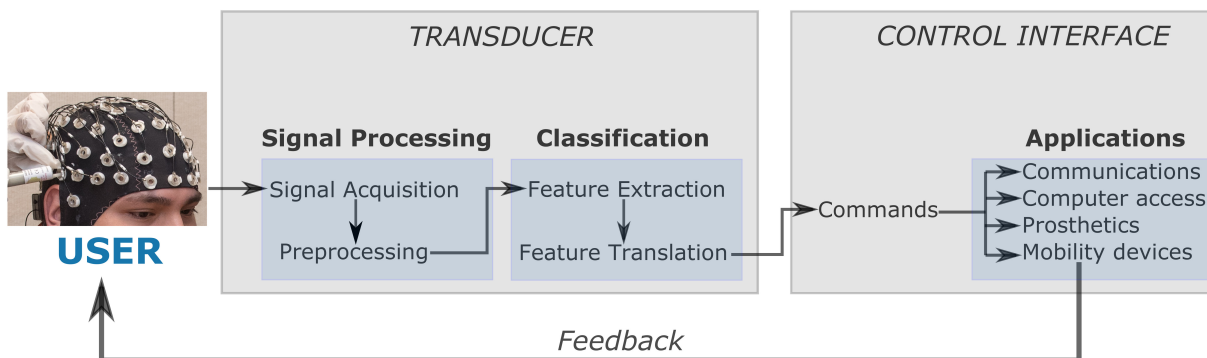 TRANSDUCER
CONTROL INTERFACE
Signal Processing
Classification
Applications
Signal Acquisition
Preprocessing
Feature Extraction
Feature Translation
Commands
Communications
Computer access
Prosthetics
Mobility devices
USER
Feedback